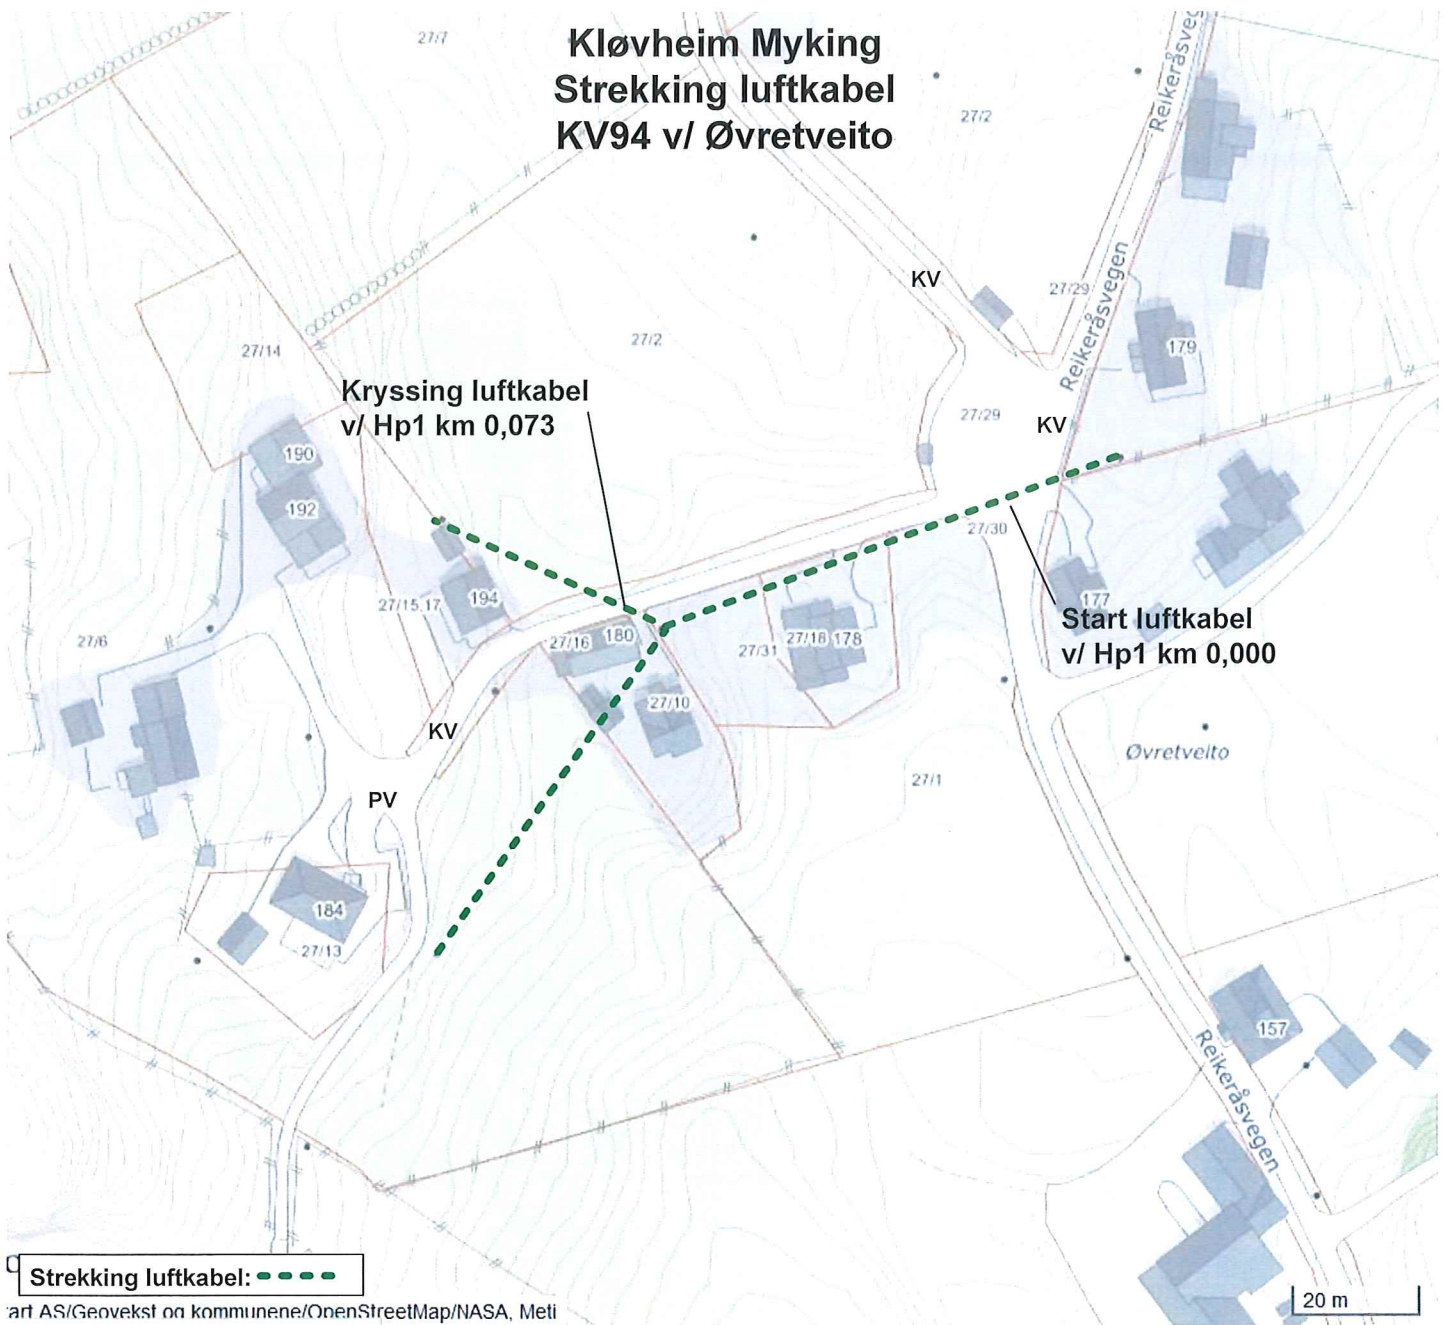 Kløvheim Myking
Strekking luftkabel
KV94 v/ Øvretveito
27/7
27/2
Reikeråsveg
KV
27/29
Reikeråsvegen
179
27/14
27/2
Kryssing luftkabel
v/ Hp1 km 0,073
27/29
KV
190
192
27/30
27/15,17
194
177
Start luftkabel
v/ Hp1 km 0,000
27/6
27/16
180
27/31
27/18
178
27/10
KV
Øvretveito
27/1
PV
184
27/13
157
Reikeråsvegen
Strekking luftkabel:
art AS/Geovekst og kommunene/OpenStreetMap/NASA, Meti
20 m